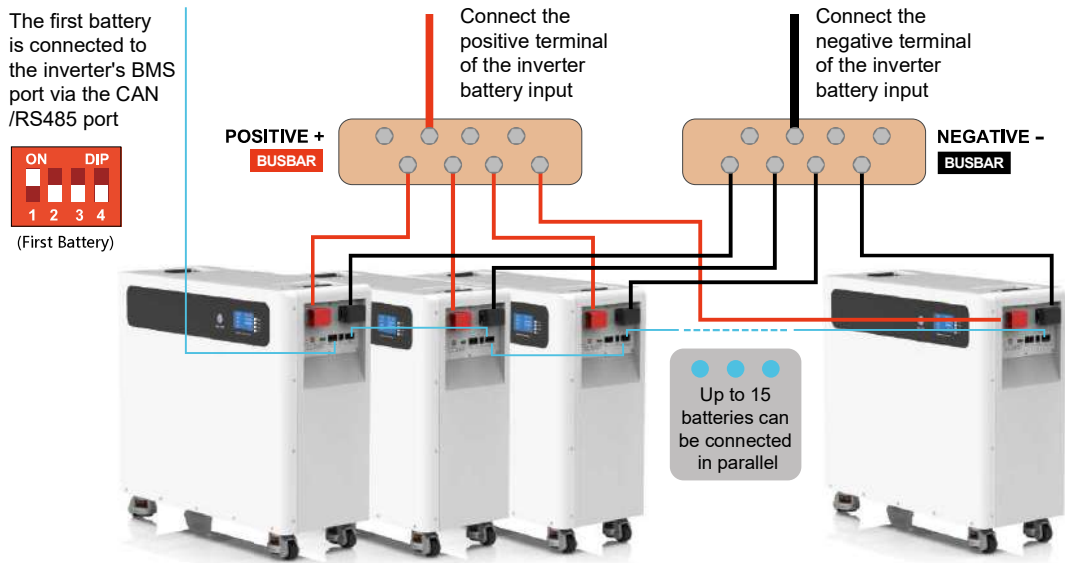 The first battery
is connected to
the inverter's BMS
port via the CAN
/RS485 port
ON DIP
1 2 3 4
(First Battery)
Connect the
positive terminal
of the inverter
battery input
Connect the
negative terminal
of the inverter
battery input
POSITIVE +
BUSBAR
NEGATIVE -
BUSBAR
Up to 15
batteries can
be connected
in parallel